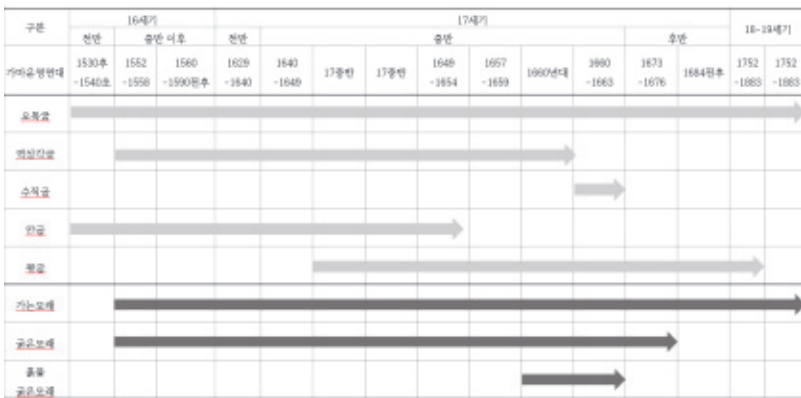 구분 16세기 17세기 18-19세기
전반 중반 이후 전반 중반 후반
가마운영연대 1530후 -1540초 1552 -1558 1560 -1590전후 1629 -1640 1640 -1649 17중반 17중반 1649 -1654 1657 -1659 1660년대 1660 -1663 1673 -1676 1684전후 1752 -1883 1752 -1883
오목굽
역삼각굽
수직굽
안굽
평굽
가는모래
굵은모래
흙물
굵은모래